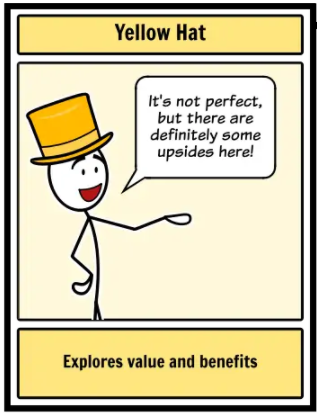 Yellow Hat
It's not perfect,
but there are
definitely some
upsides here!
Explores value and benefits